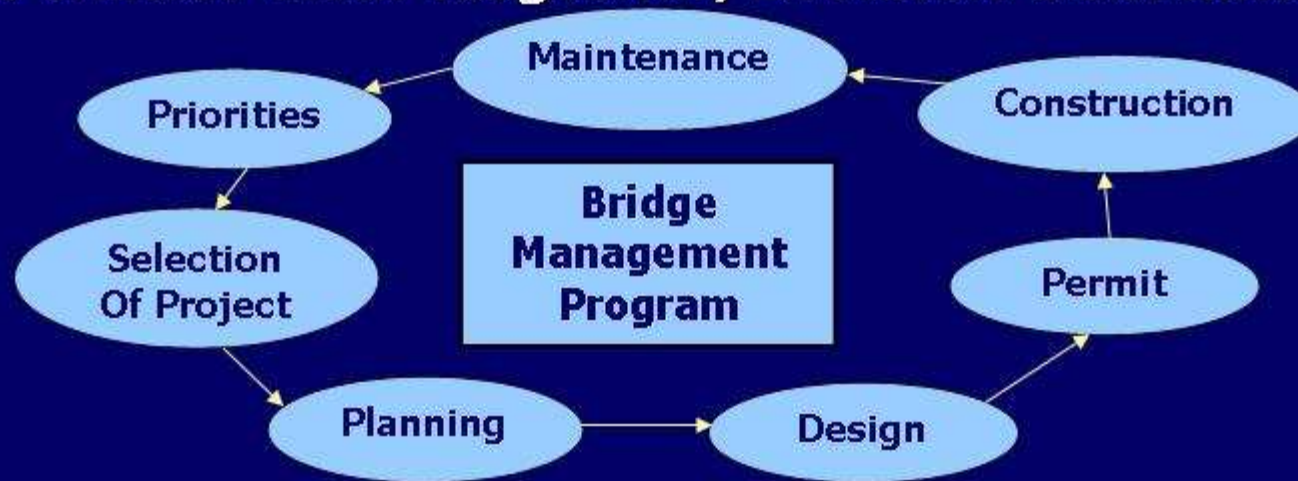 Maintenance
Construction
Priorities
Bridge
Management
Program
Selection
Of Project
Permit
Planning
Design